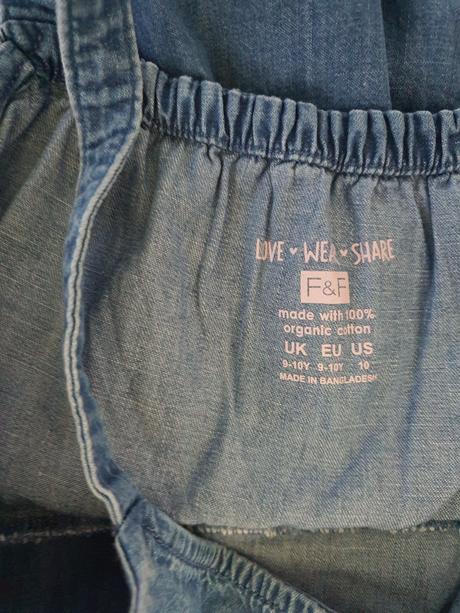 LOVE ♥ WEAR ♥ SHARE
F&F
made with 100%
organic cotton
UK EU US
9-10Y 9-10Y 10
MADE IN BANGLADESH